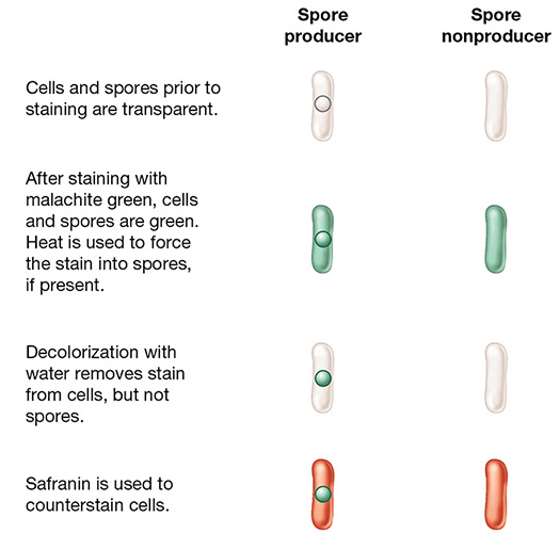 Spore
producer
Spore
nonproducer
Cells and spores prior to
staining are transparent.
After staining with
malachite green, cells
and spores are green.
Heat is used to force
the stain into spores,
if present.
Decolorization with
water removes stain
from cells, but not
spores.
Safranin is used to
counterstain cells.